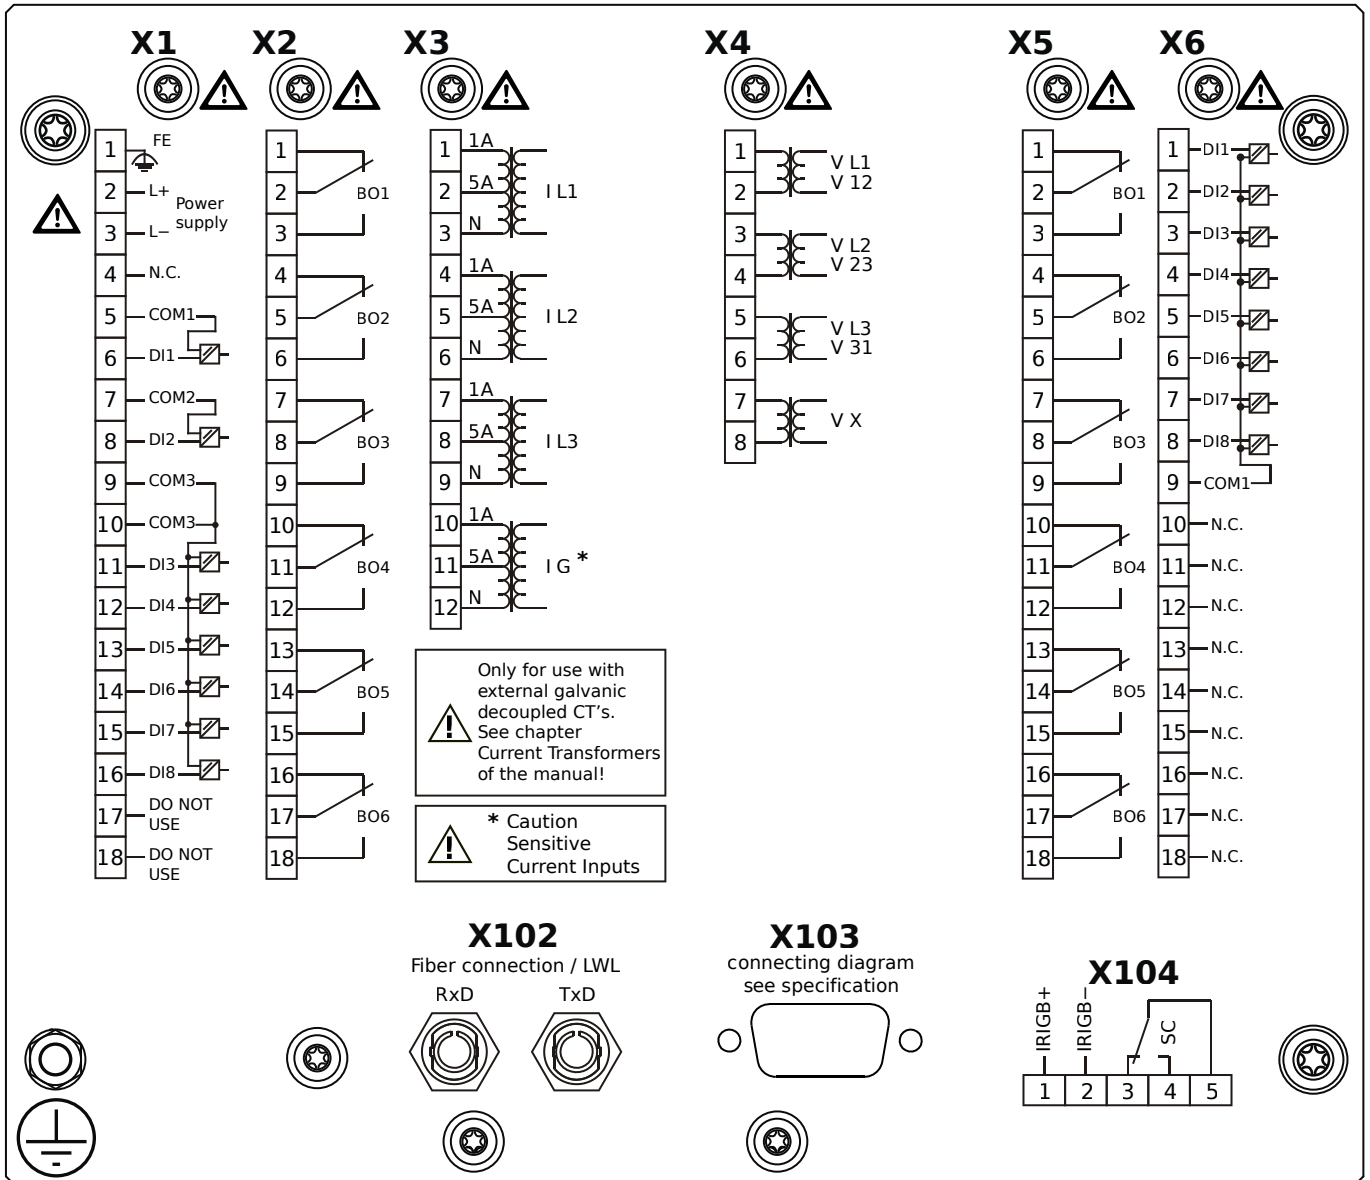 X1
X2
X3
X4
X5
X6
1 FE
2 L+
Power
supply
3 L−
4 N.C.
5 COM1
6 DI1
7 COM2
8 DI2
9 COM3
10 COM3
11 DI3
12 DI4
13 DI5
14 DI6
15 DI7
16 DI8
17 DO NOT
USE
18 DO NOT
USE
1
2 BO1
3
4
5 BO2
6
7
8 BO3
9
10
11 BO4
12
13
14 BO5
15
16
17 BO6
18
1 1A
2 5A I L1
3 N
4 1A
5 5A I L2
6 N
7 1A
8 5A I L3
9 N
10 1A
11 5A I G *
12 N
Only for use with
external galvanic
decoupled CT's.
See chapter
Current Transformers
of the manual!
* Caution
Sensitive
Current Inputs
1 V L1
2 V 12
3 V L2
4 V 23
5 V L3
6 V 31
7 V X
8
1
2 BO1
3
4
5 BO2
6
7
8 BO3
9
10
11 BO4
12
13
14 BO5
15
16
17 BO6
18
1 DI1
2 DI2
3 DI3
4 DI4
5 DI5
6 DI6
7 DI7
8 DI8
9 COM1
10 N.C.
11 N.C.
12 N.C.
13 N.C.
14 N.C.
15 N.C.
16 N.C.
17 N.C.
18 N.C.
X102
Fiber connection / LWL
RxD TxD
X103
connecting diagram
see specification
X104
IRIGB+
IRIGB−
SC
1 2 3 4 5